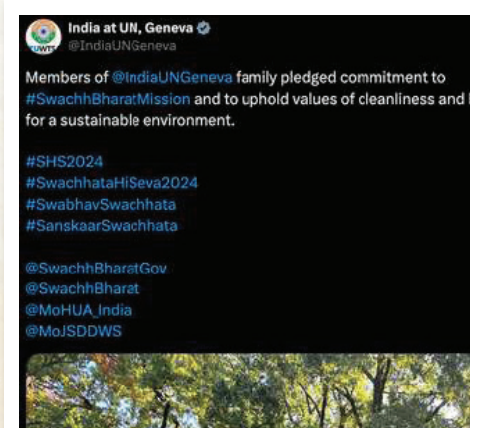 India at UN, Geneva
@IndiaUNGeneva
Members of @IndiaUNGeneva family pledged commitment to
#SwachhBharatMission and to uphold values of cleanliness and
for a sustainable environment.
#SHS2024
#SwachhataHiSeva2024
#SwabhavSwachhata
#SanskaarSwachhata
@SwachhBharatGov
@SwachhBharat
@MoHUA_India
@MoJSDDWS